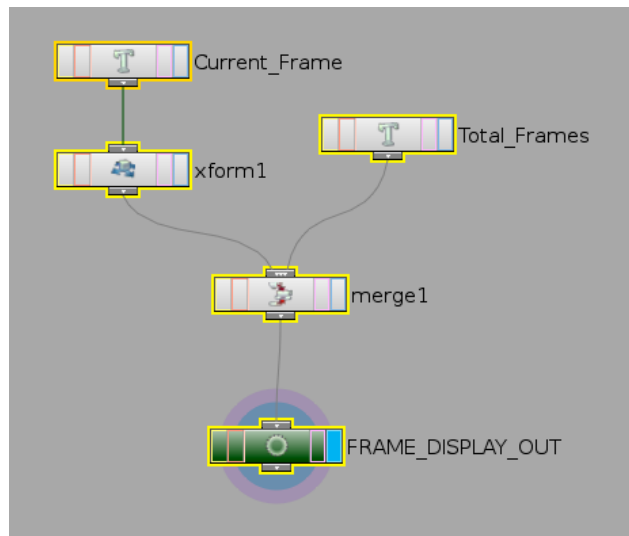 Current_Frame
Total_Frames
xform1
merge1
FRAME_DISPLAY_OUT